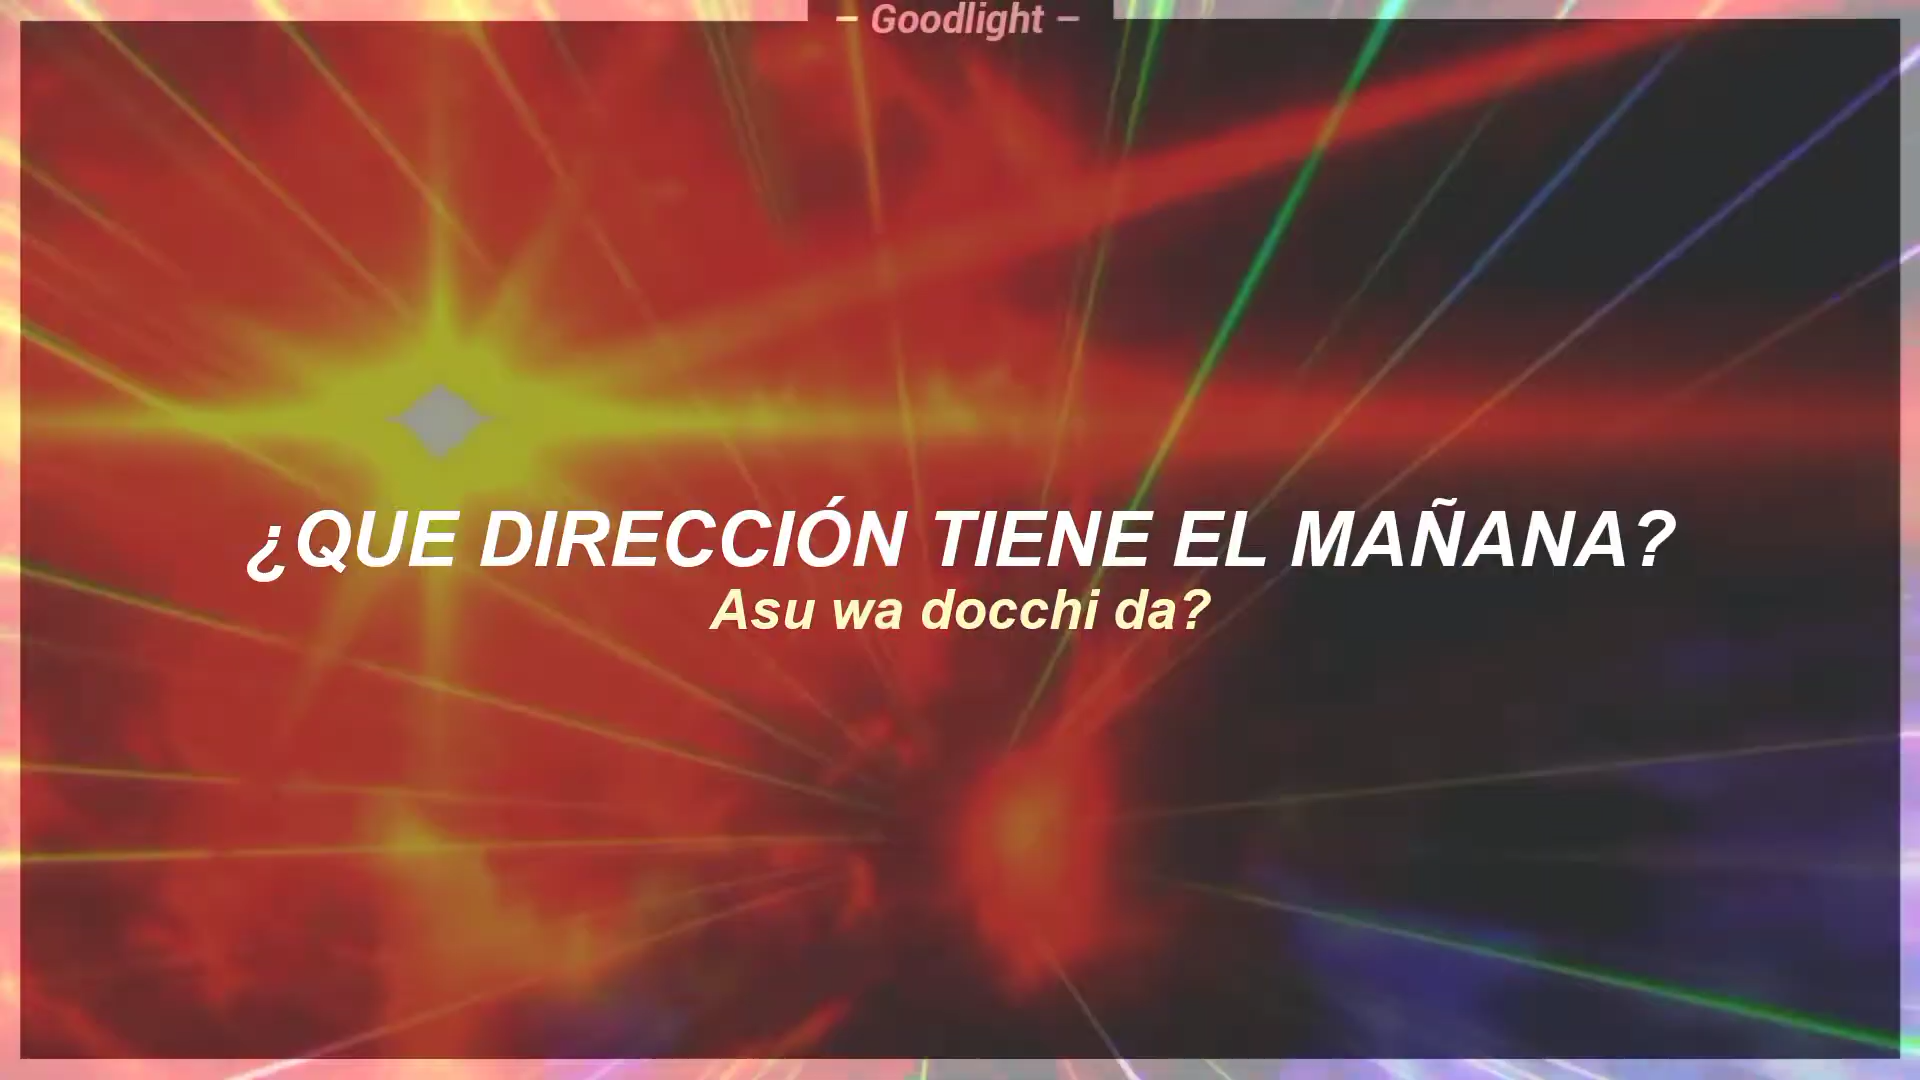 – Goodlight –
¿QUE DIRECCIÓN TIENE EL MAÑANA?
Asu wa docchi da?